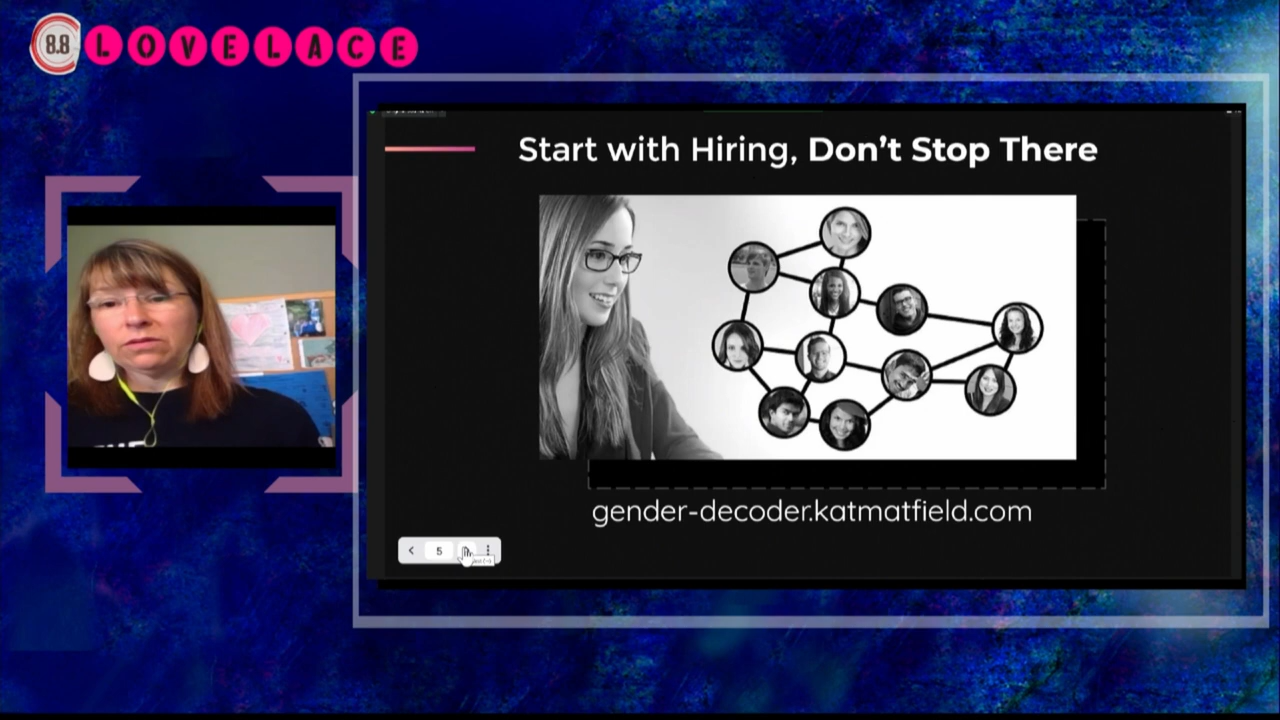 8.8
LOVELACE
Start with Hiring, Don't Stop There
gender-decoder.katmatfield.com
5